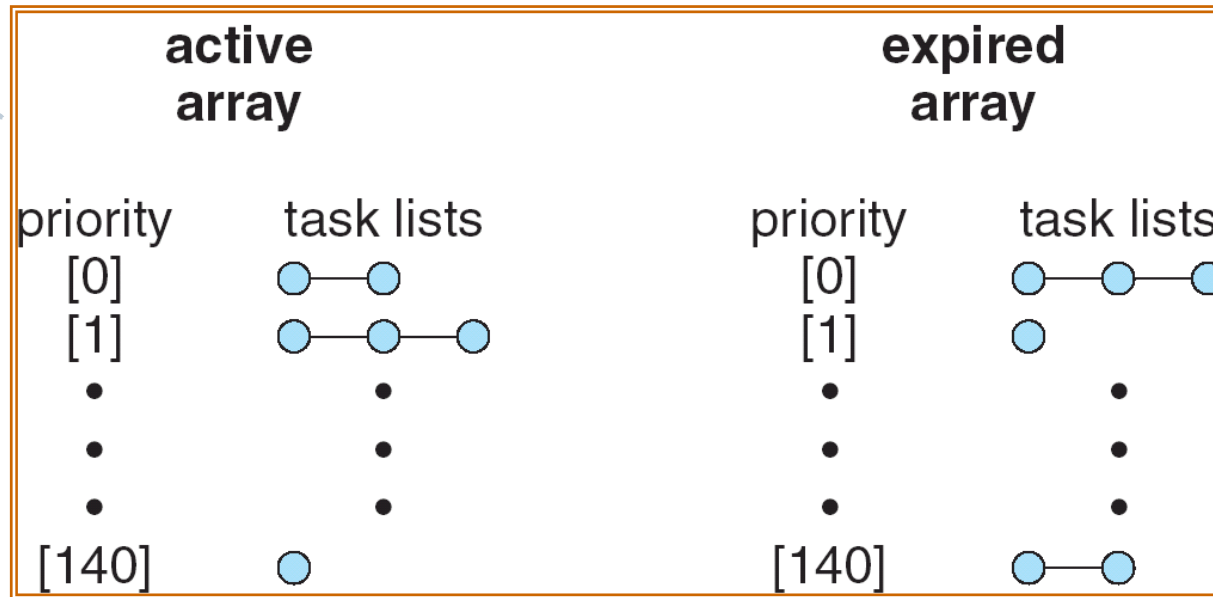 active
array
priority task lists
[0]
[1]
[140]
expired
array
priority task lists
[0]
[1]
[140]